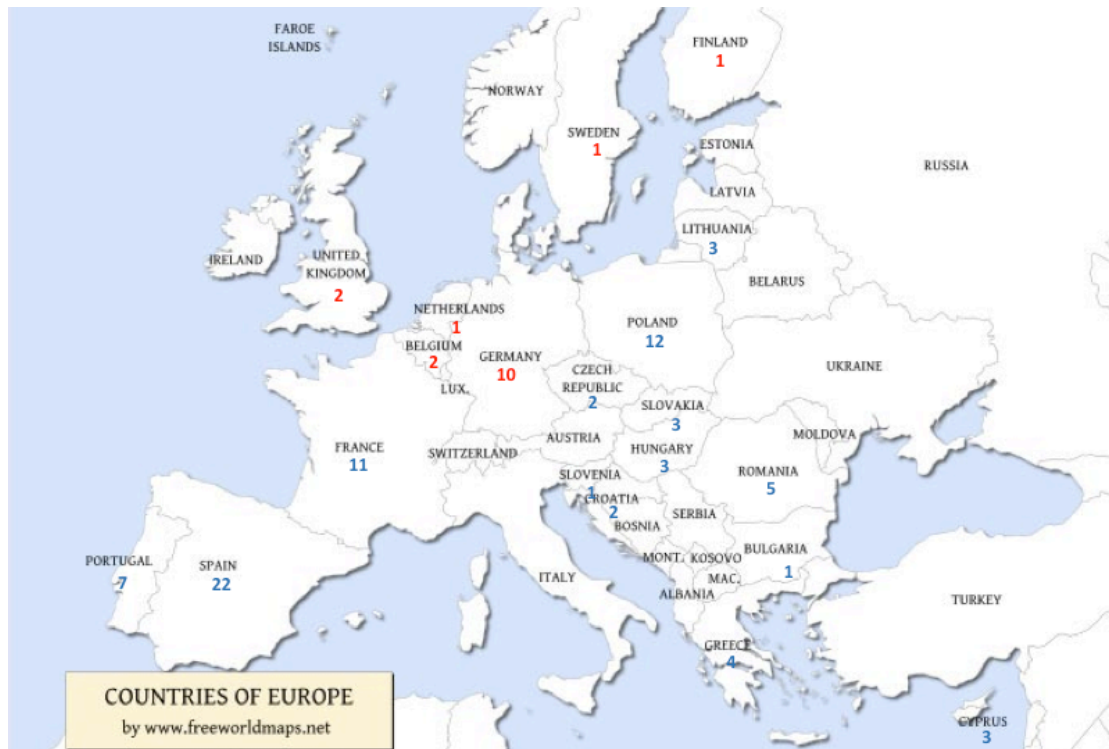 FAROE
ISLANDS
FINLAND
1
NORWAY
SWEDEN
1
ESTONIA
RUSSIA
LATVIA
LITHUANIA
3
IRELAND
UNITED
KINGDOM
2
BELARUS
NETHERLANDS
1
POLAND
12
BELGIUM
2
GERMANY
10
CZECH
REPUBLIC
2
UKRAINE
LUX.
SLOVAKIA
3
FRANCE
11
SWITZERLAND
AUSTRIA
HUNGARY
3
MOLDOVA
ROMANIA
5
SLOVENIA
1
CROATIA
2
BOSNIA
SERBIA
PORTUGAL
7
SPAIN
22
ITALY
MONT.
KOSOVO
BULGARIA
1
MAC.
ALBANIA
TURKEY
GREECE
4
CYPRUS
3
COUNTRIES OF EUROPE
by www.freeworldmaps.net